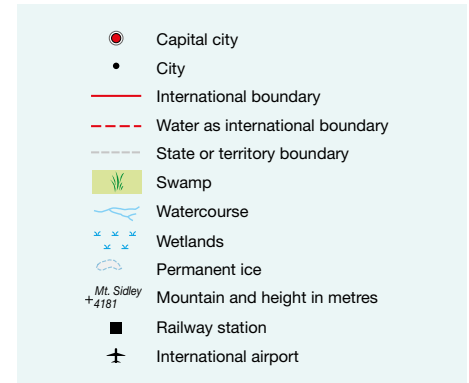 Capital city
City
International boundary
Water as international boundary
State or territory boundary
Swamp
Watercourse
Wetlands
Permanent ice
Mt. Sidley
+4181 Mountain and height in metres
Railway station
International airport